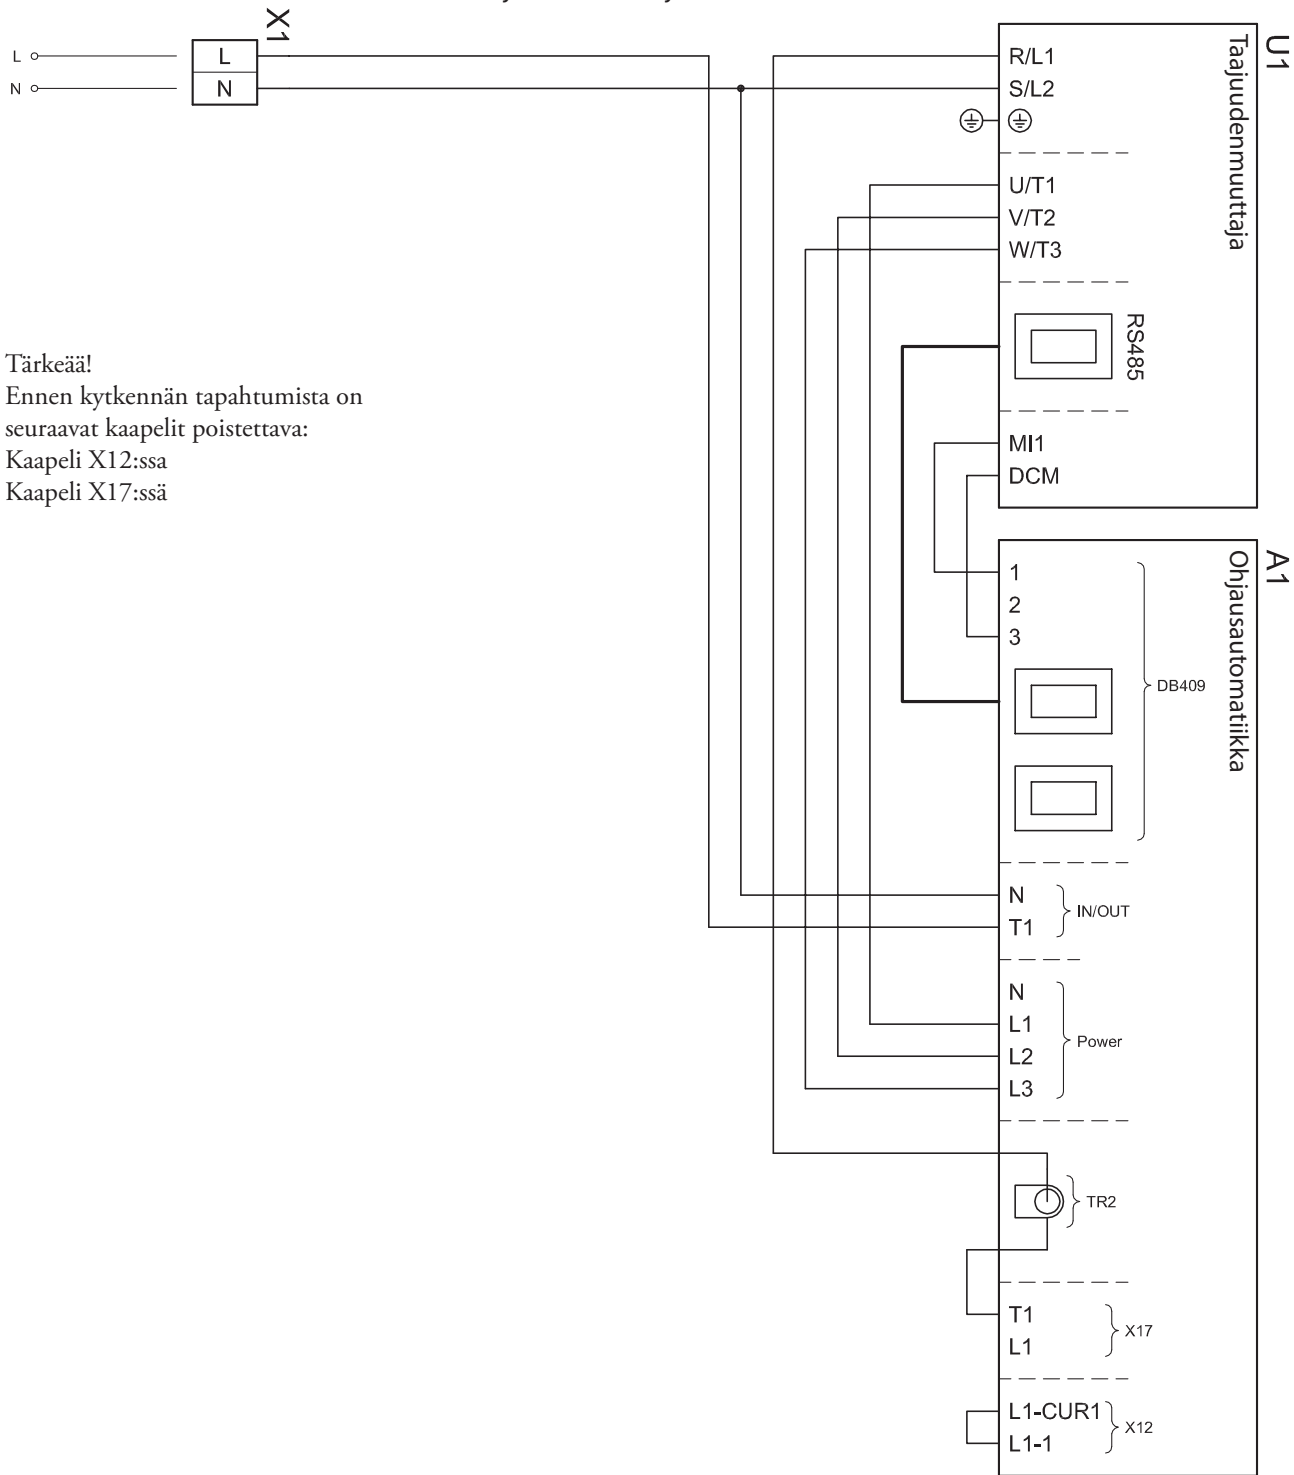 X1
L
L
N
N
Tärkeää!
Ennen kytkennän tapahtumista on
seuraavat kaapelit poistettava:
Kaapeli X12:ssa
Kaapeli X17:ssä
U1
Taajuudenmuuttaja
R/L1
S/L2
U/T1
V/T2
W/T3
RS485
MI1
DCM
A1
Ohjausautomatiikka
1
2
3
DB409
N
T1
IN/OUT
N
L1
L2
L3
Power
TR2
T1
L1
X17
L1-CUR1
L1-1
X12